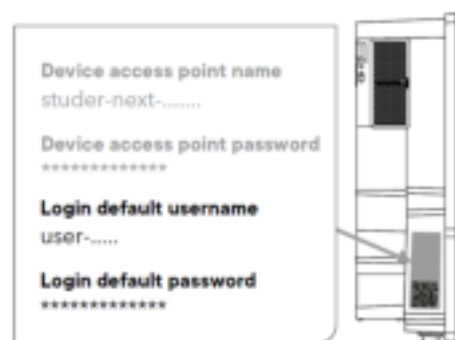 Device access point name
studer-next-.......
Device access point password
*************
Login default username
user-.....
Login default password
*************